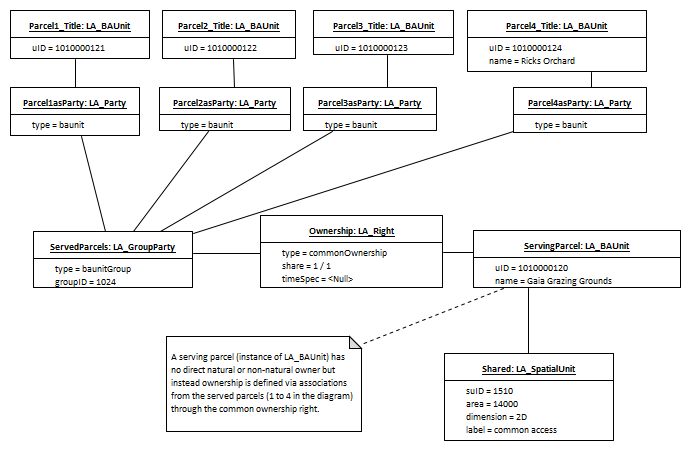 Parcel1_Title: LA_BAUnit
uID = 1010000121
Parcel2_Title: LA_BAUnit
uID = 1010000122
Parcel3_Title: LA_BAUnit
uID = 1010000123
Parcel4_Title: LA_BAUnit
uID = 1010000124
name = Ricks Orchard
Parcel1asParty: LA_Party
type = baunit
Parcel2asParty: LA_Party
type = baunit
Parcel3asParty: LA_Party
type = baunit
Parcel4asParty: LA_Party
type = baunit
ServedParcels: LA_GroupParty
type = baunitGroup
groupID = 1024
Ownership: LA_Right
type = commonOwnership
share = 1 / 1
timeSpec = <Null>
ServingParcel: LA_BAUnit
uID = 1010000120
name = Gaia Grazing Grounds
A serving parcel (instance of LA_BAUnit) has
no direct natural or non-natural owner but
instead ownership is defined via associations
from the served parcels (1 to 4 in the diagram)
through the common ownership right.
Shared: LA_SpatialUnit
suID = 1510
area = 14000
dimension = 2D
label = common access